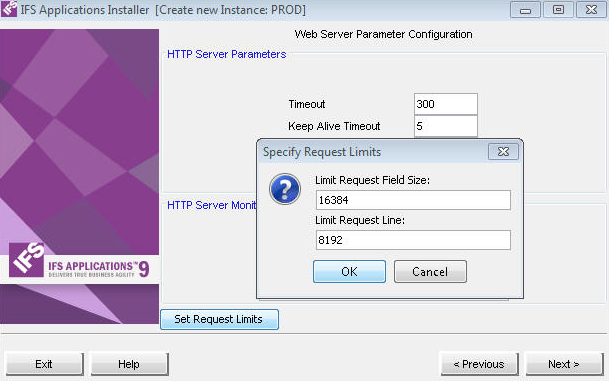 IFS Applications Installer [Create new Instance: PROD]
Web Server Parameter Configuration
HTTP Server Parameters
Timeout 300
Keep Alive Timeout 5
Specify Request Limits
Limit Request Field Size:
16384
Limit Request Line:
8192
OK Cancel
HTTP Server Monit
IFS
IFS APPLICATIONS™ 9
DELIVERS TRUE BUSINESS AGILITY
Set Request Limits
Exit Help < Previous Next >